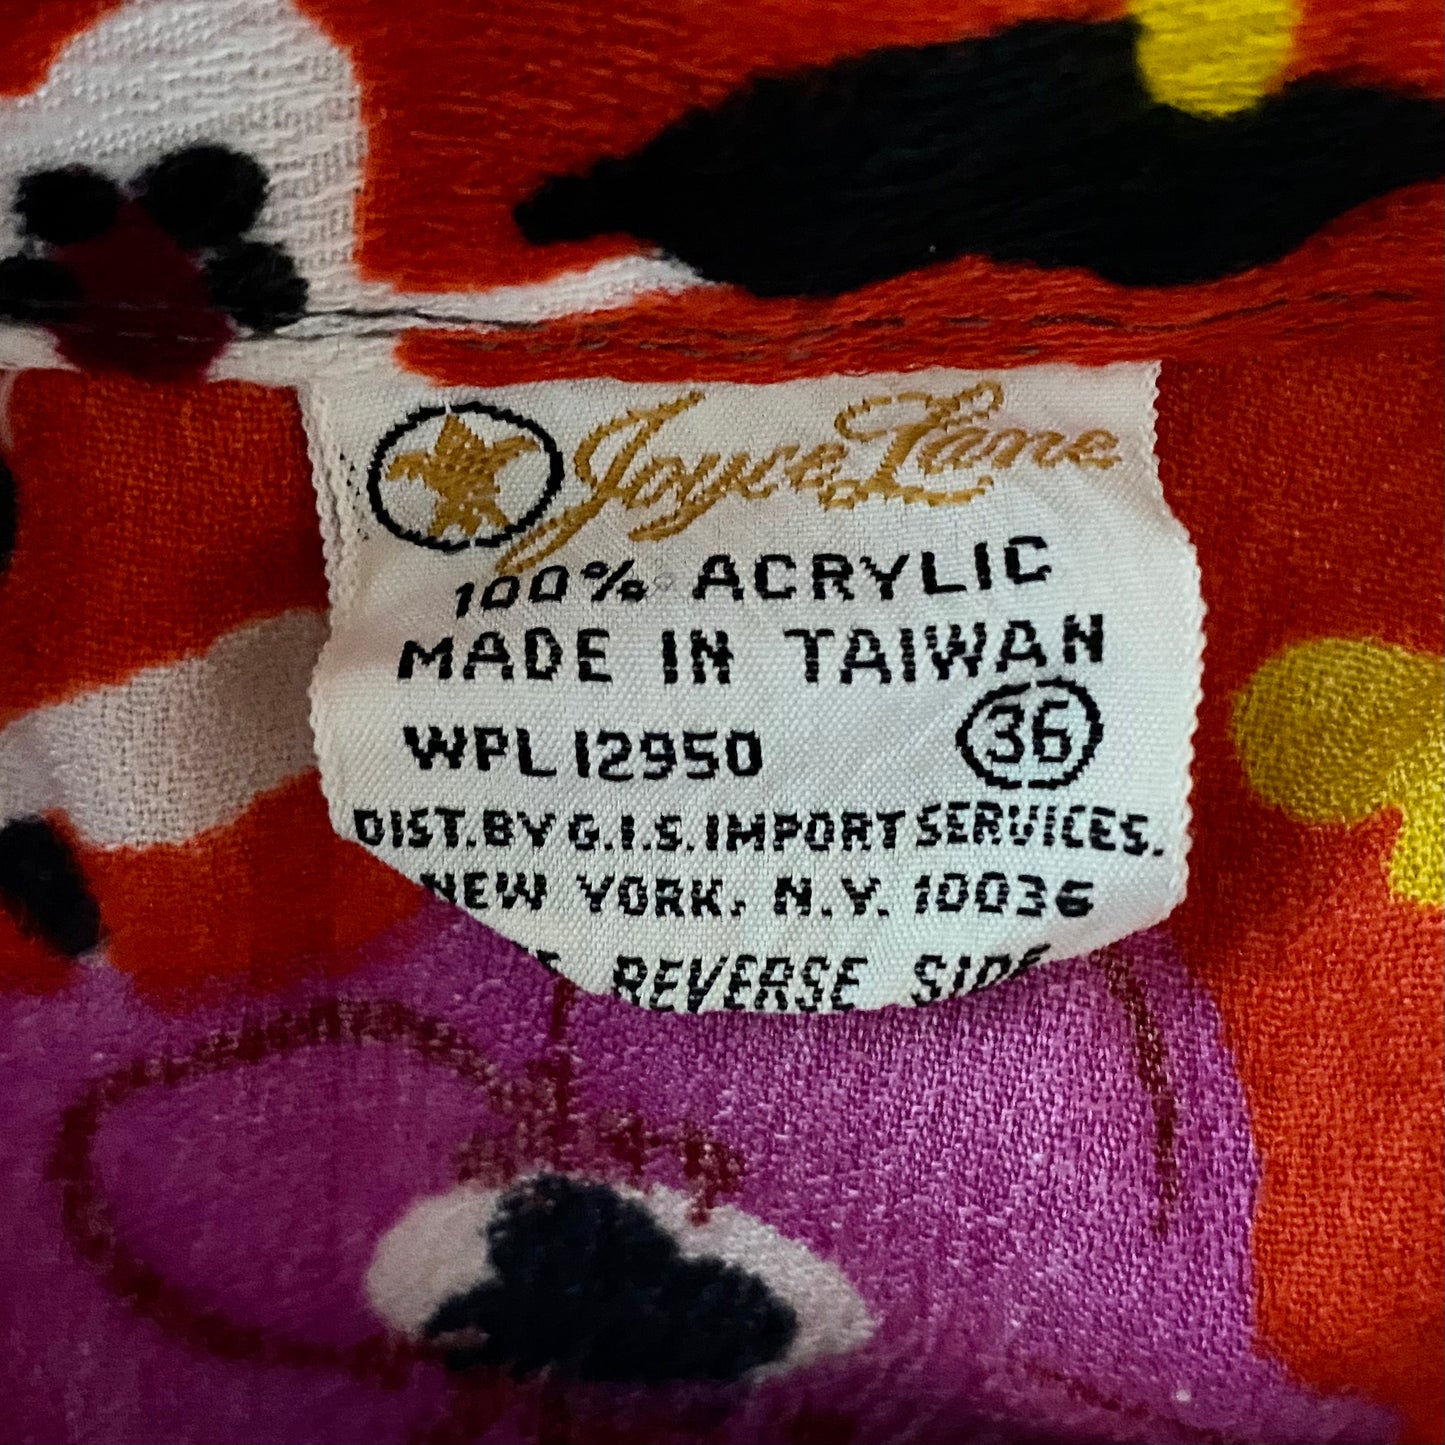 Joyce Lane
100% ACRYLIC
MADE IN TAIWAN
WPL 12950 36
DIST. BY G.I.S. IMPORT SERVICES.
NEW YORK, N.Y. 10036
REVERSE SIDE